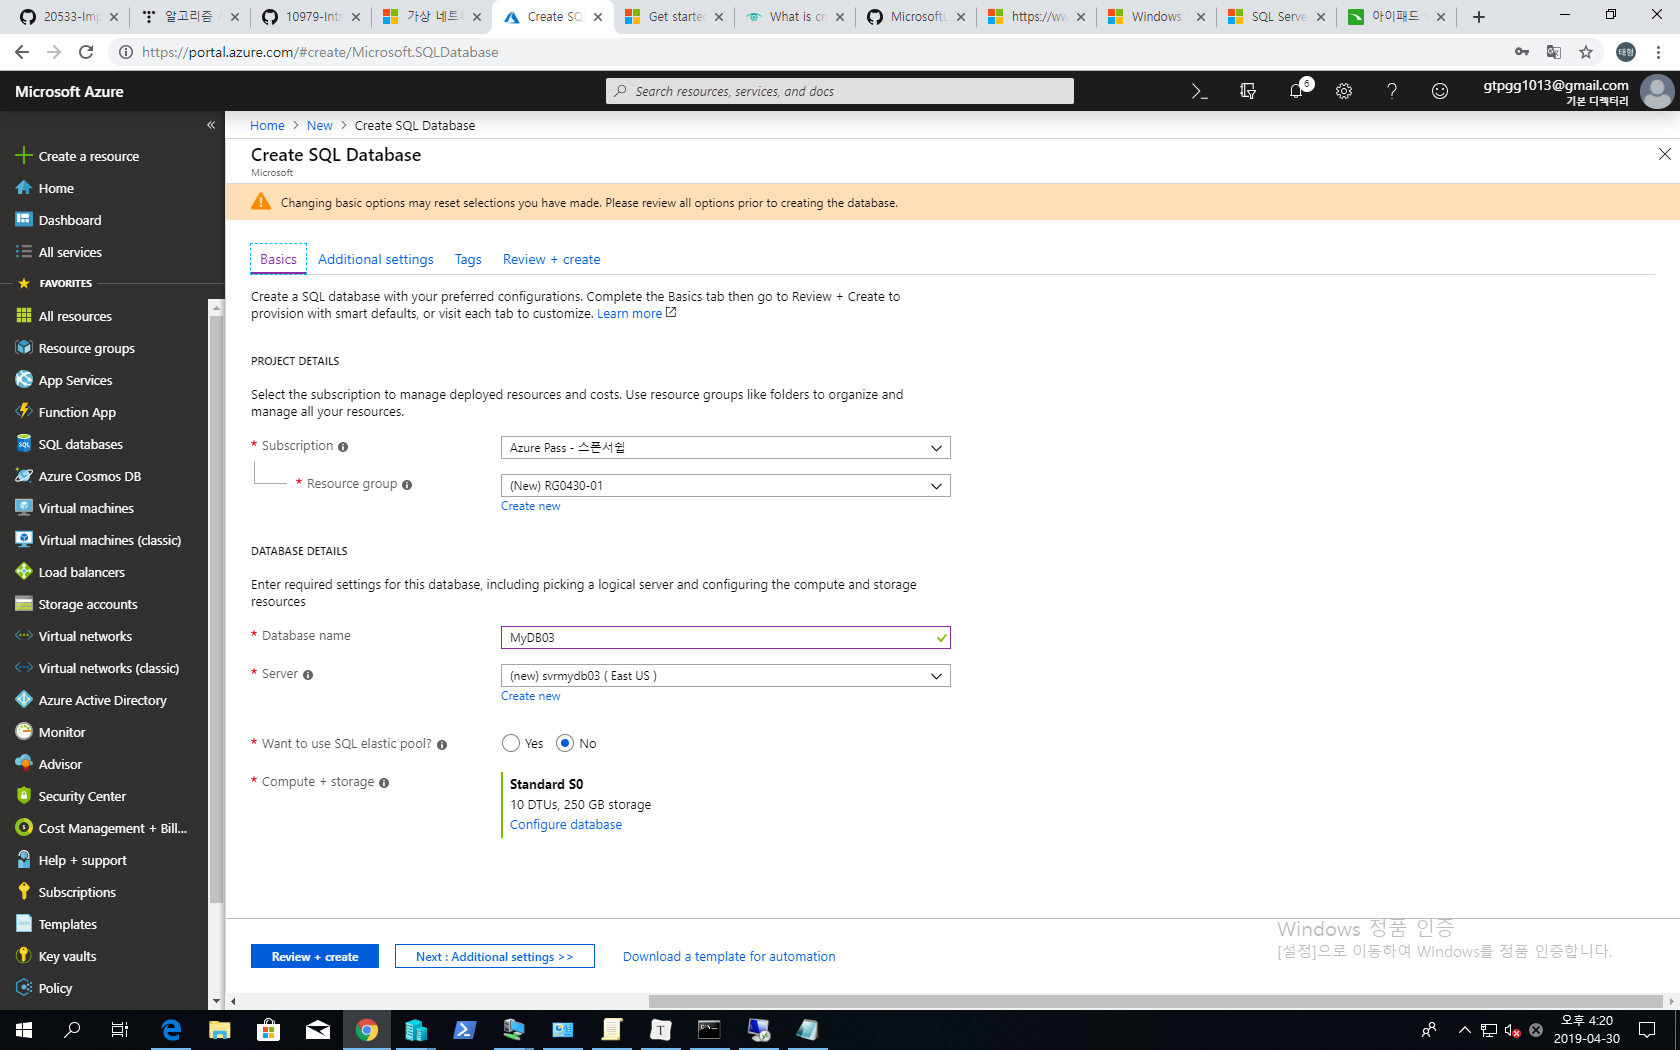 20533-Imp
알고리즘
10979-Intr
가상 네트
Create SQ
Get starte
What is cr
MicrosoftL
https://ww
Windows
SQL Serve
아이패드
https://portal.azure.com/#create/Microsoft.SQLDatabase
태형
Microsoft Azure
Search resources, services, and docs
6
gtpgg1013@gmail.com
기본 디렉터리
Home > New > Create SQL Database
Create SQL Database
Microsoft
Changing basic options may reset selections you have made. Please review all options prior to creating the database.
Create a resource
Home
Dashboard
All services
FAVORITES
All resources
Resource groups
App Services
Function App
SQL databases
Azure Cosmos DB
Virtual machines
Virtual machines (classic)
Load balancers
Storage accounts
Virtual networks
Virtual networks (classic)
Azure Active Directory
Monitor
Advisor
Security Center
Cost Management + Bill...
Help + support
Subscriptions
Templates
Key vaults
Policy
Basics Additional settings Tags Review + create
Create a SQL database with your preferred configurations. Complete the Basics tab then go to Review + Create to
provision with smart defaults, or visit each tab to customize. Learn more
PROJECT DETAILS
Select the subscription to manage deployed resources and costs. Use resource groups like folders to organize and
manage all your resources.
* Subscription
Azure Pass - 스폰서쉽
* Resource group
(New) RG0430-01
Create new
DATABASE DETAILS
Enter required settings for this database, including picking a logical server and configuring the compute and storage
resources
* Database name
MyDB03
* Server
(new) svrmydb03 ( East US )
Create new
* Want to use SQL elastic pool?
Yes No
* Compute + storage
Standard S0
10 DTUs, 250 GB storage
Configure database
Review + create
Next : Additional settings >>
Download a template for automation
Windows 정품 인증
[설정]으로 이동하여 Windows를 정품 인증합니다.
오후 4:20
2019-04-30